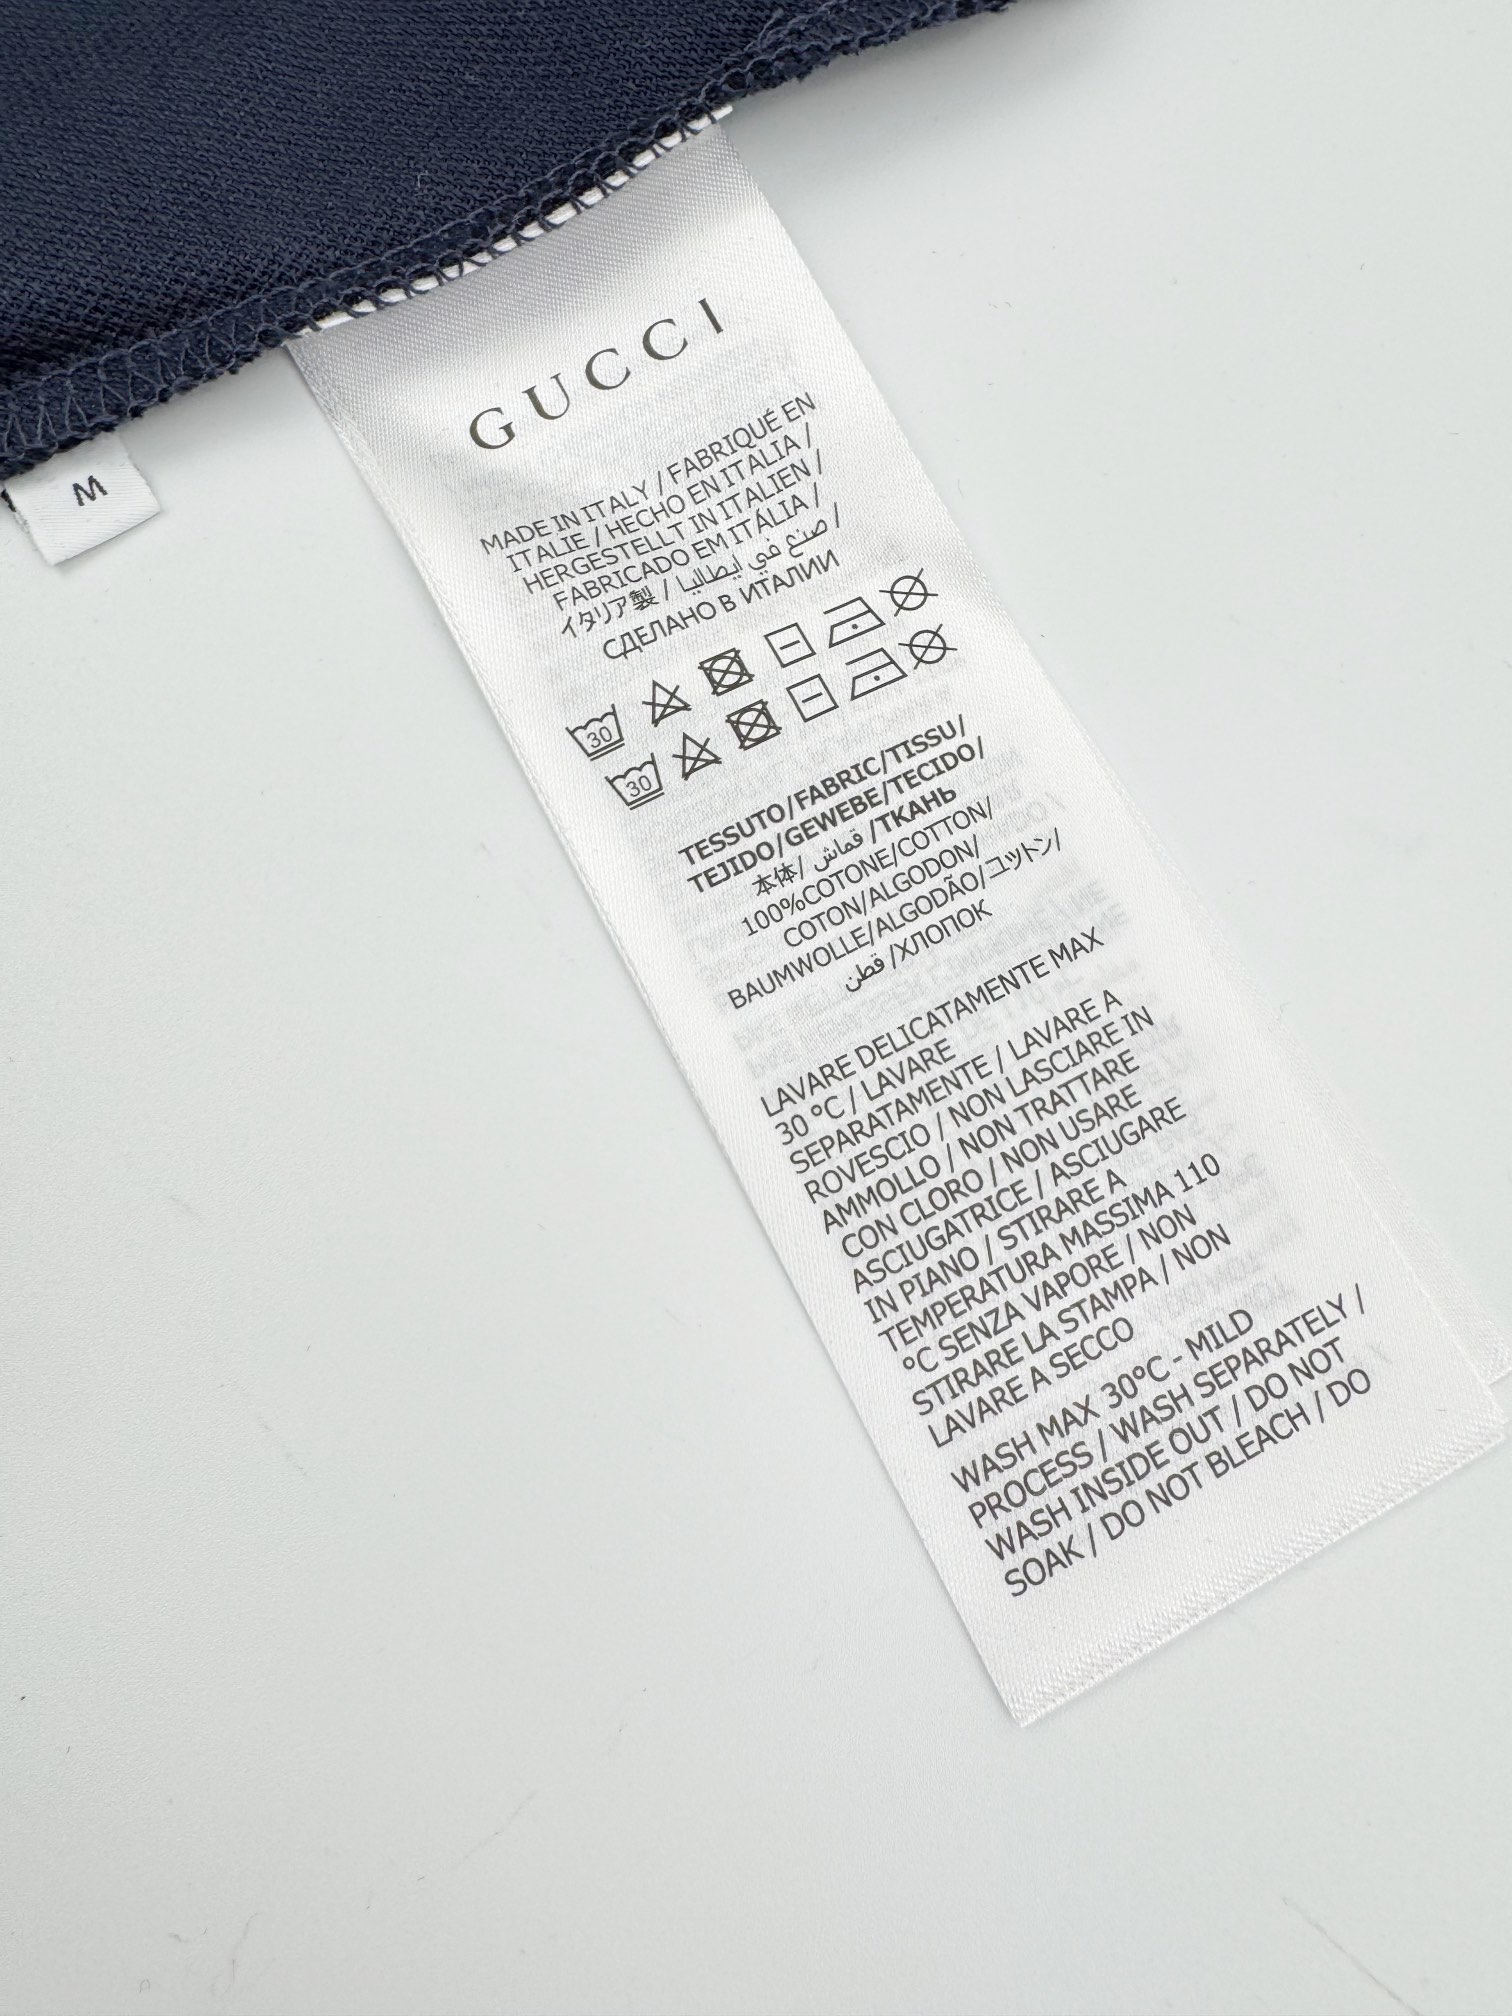 GUCCI
MADE IN ITALY / FABRIQUÉ EN
ITALIE / HECHO EN ITALIA /
HERGESTELLT IN ITALIEN /
FABRICADO EM ITÁLIA /
イタリア製 / صنع في ايطاليا /
СДЕЛАНО В ИТАЛИИ
M
30
30
TESSUTO/FABRIC/TISSU/
TEJIDO/GEWEBE/TECIDO/
本体/ قماش /ТКАНЬ
100%COTONE/COTTON/
COTON/ALGODON/
BAUMWOLLE/ALGODÃO/コットン/
قطن /ХЛОПОК
LAVARE DELICATAMENTE MAX
30 °C / LAVARE
SEPARATAMENTE / LAVARE A
ROVESCIO / NON LASCIARE IN
AMMOLLO / NON TRATTARE
CON CLORO / NON USARE
ASCIUGATRICE / ASCIUGARE
IN PIANO / STIRARE A
TEMPERATURA MASSIMA 110
°C SENZA VAPORE / NON
STIRARE LA STAMPA / NON
LAVARE A SECCO
WASH MAX 30°C - MILD
PROCESS / WASH SEPARATELY /
WASH INSIDE OUT / DO NOT
SOAK / DO NOT BLEACH / DO